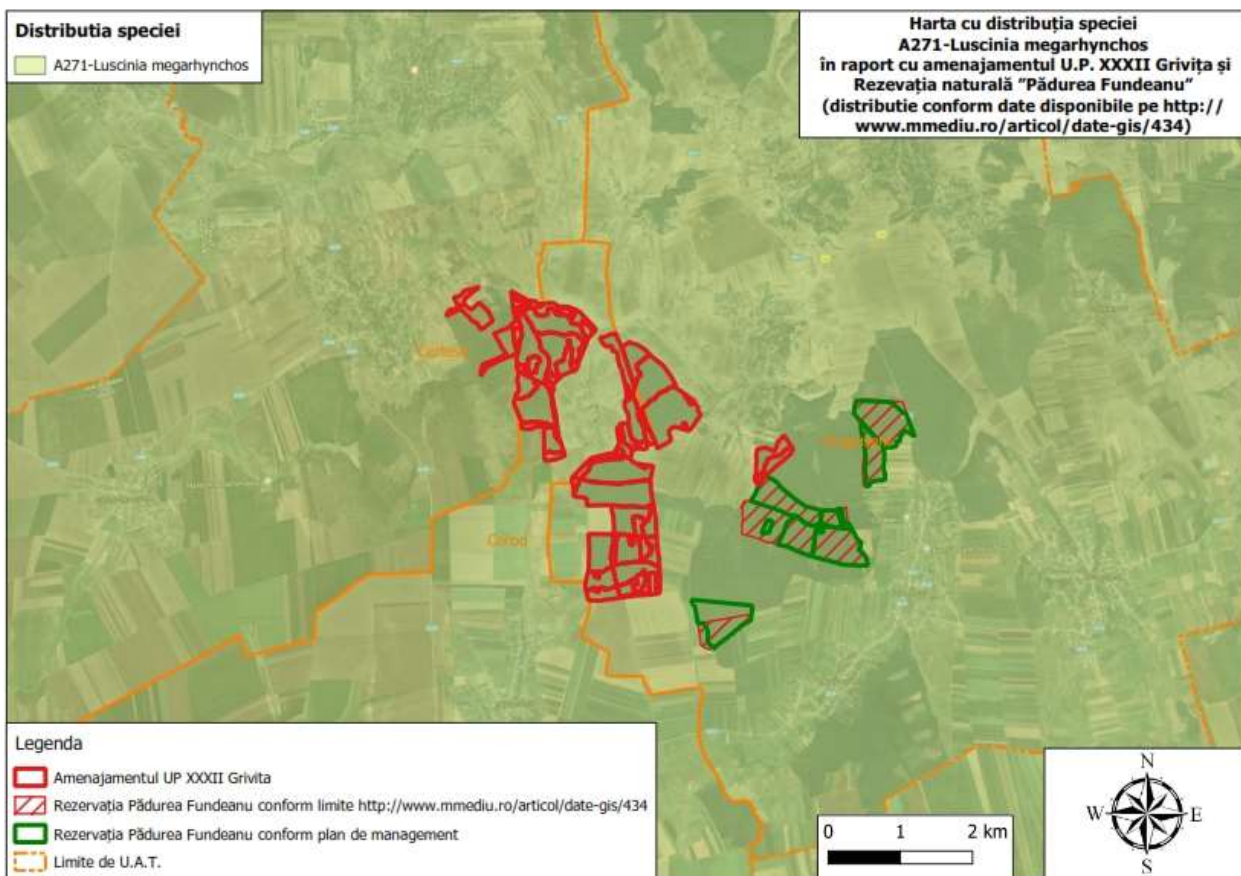 Distributia speciei
A271-Luscinia megarhynchos
Harta cu distribuția speciei
A271-Luscinia megarhynchos
în raport cu amenajamentul U.P. XXXII Grivița și
Rezevația naturală "Pădurea Fundeanu"
(distributie conform date disponibile pe http://
www.mmediu.ro/articol/date-gis/434)
Legenda
Amenajamentul UP XXXII Grivita
Rezervația Pădurea Fundeanu conform limite http://www.mmediu.ro/articol/date-gis/434
Rezervația Pădurea Fundeanu conform plan de management
Limite de U.A.T.
0 1 2 km
N
W E
S